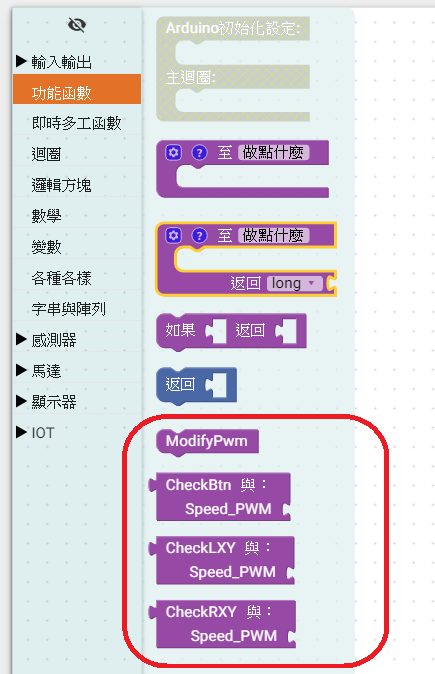 輸入輸出
功能函數
即時多工函數
迴圈
邏輯方塊
數學
變數
各種各樣
字串與陣列
感測器
馬達
顯示器
IOT
Arduino初始化設定:
主迴圈:
? 至 做點什麼
? 至 做點什麼
返回 long
如果 返回
返回
ModifyPwm
CheckBtn 與：
Speed_PWM
CheckLXY 與：
Speed_PWM
CheckRXY 與：
Speed_PWM